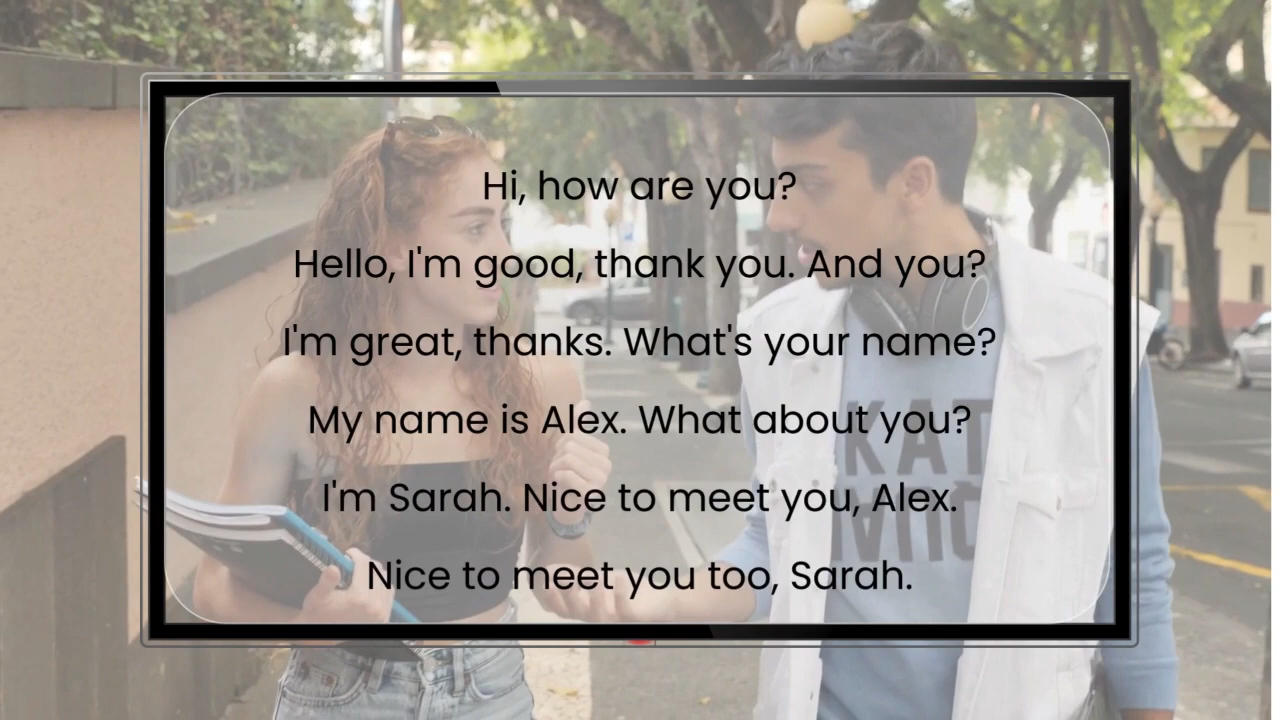 Hi, how are you?
Hello, I'm good, thank you. And you?
I'm great, thanks. What's your name?
My name is Alex. What about you?
I'm Sarah. Nice to meet you, Alex.
Nice to meet you too, Sarah.
KAT